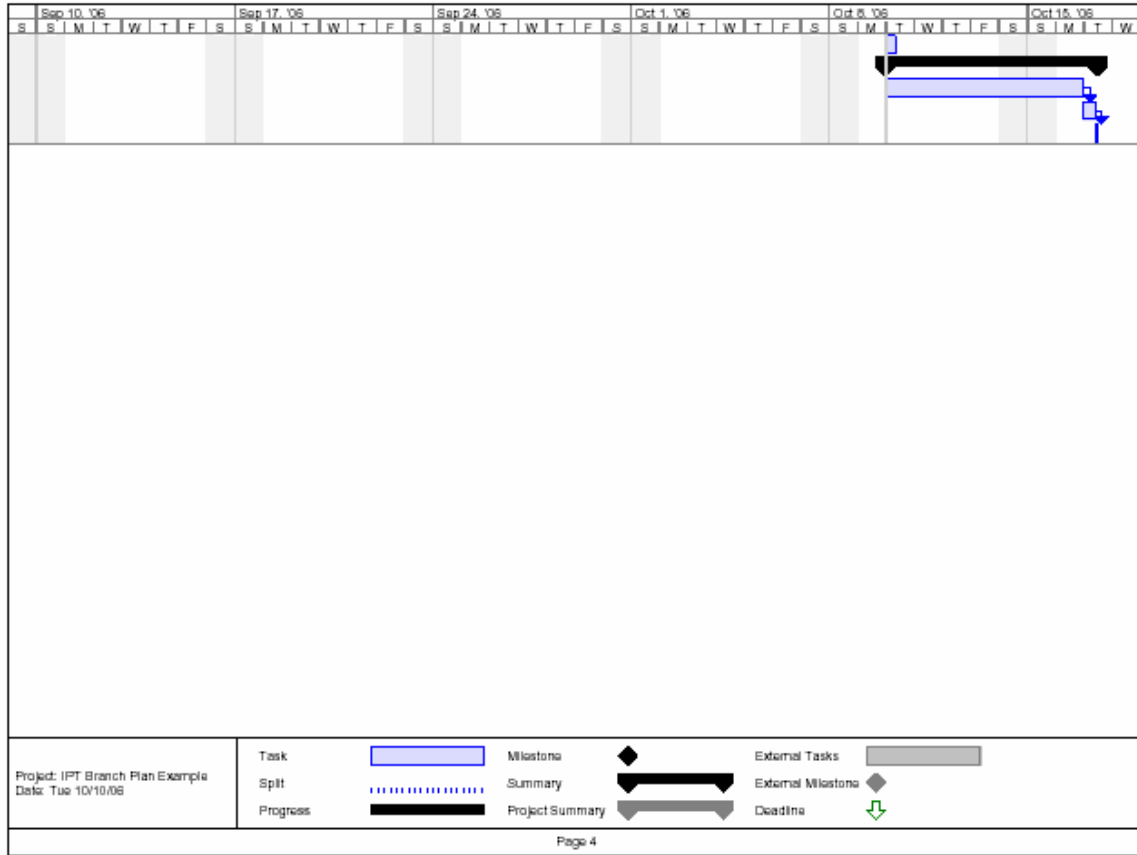 Sep 10, '06 Sep 17, '06 Sep 24, '06 Oct 1, '06 Oct 8, '06 Oct 15, '06
S S M T W T F S S M T W T F S S M T W T F S S M T W T F S S M T W T F S S M T W
Project: IPT Branch Plan Example
Date: Tue 10/10/06
Task Milestone External Tasks
Split Summary External Milestone
Progress Project Summary Deadline
Page 4